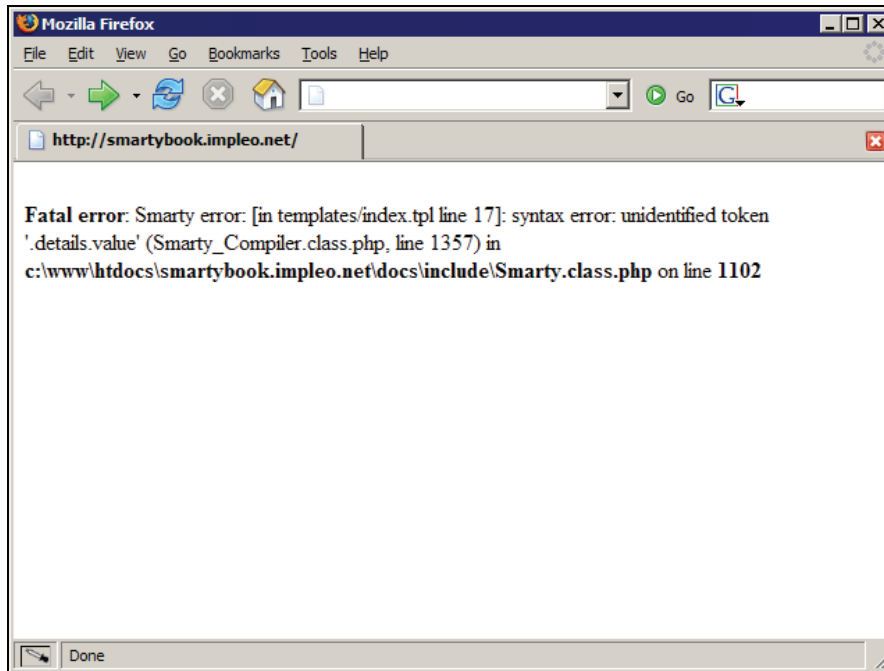 Mozilla Firefox
File Edit View Go Bookmarks Tools Help
Go G
http://smartybook.impleo.net/
Fatal error: Smarty error: [in templates/index.tpl line 17]: syntax error: unidentified token
'.details.value' (Smarty_Compiler.class.php, line 1357) in
c:\www\htdocs\smartybook.impleo.net\docs\include\Smarty.class.php on line 1102
Done